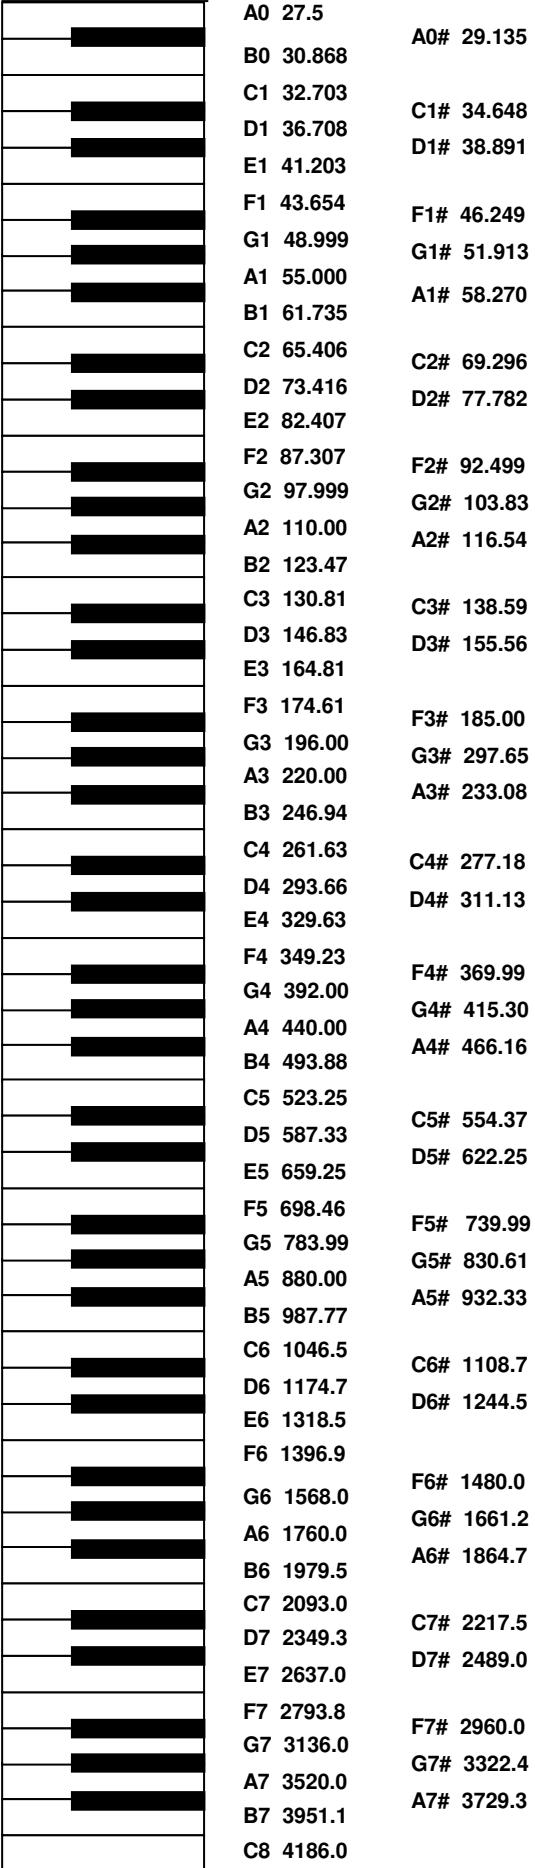 A0 27.5
A0# 29.135
B0 30.868
C1 32.703
C1# 34.648
D1 36.708
D1# 38.891
E1 41.203
F1 43.654
F1# 46.249
G1 48.999
G1# 51.913
A1 55.000
A1# 58.270
B1 61.735
C2 65.406
C2# 69.296
D2 73.416
D2# 77.782
E2 82.407
F2 87.307
F2# 92.499
G2 97.999
G2# 103.83
A2 110.00
A2# 116.54
B2 123.47
C3 130.81
C3# 138.59
D3 146.83
D3# 155.56
E3 164.81
F3 174.61
F3# 185.00
G3 196.00
G3# 297.65
A3 220.00
A3# 233.08
B3 246.94
C4 261.63
C4# 277.18
D4 293.66
D4# 311.13
E4 329.63
F4 349.23
F4# 369.99
G4 392.00
G4# 415.30
A4 440.00
A4# 466.16
B4 493.88
C5 523.25
C5# 554.37
D5 587.33
D5# 622.25
E5 659.25
F5 698.46
F5# 739.99
G5 783.99
G5# 830.61
A5 880.00
A5# 932.33
B5 987.77
C6 1046.5
C6# 1108.7
D6 1174.7
D6# 1244.5
E6 1318.5
F6 1396.9
F6# 1480.0
G6 1568.0
G6# 1661.2
A6 1760.0
A6# 1864.7
B6 1979.5
C7 2093.0
C7# 2217.5
D7 2349.3
D7# 2489.0
E7 2637.0
F7 2793.8
F7# 2960.0
G7 3136.0
G7# 3322.4
A7 3520.0
A7# 3729.3
B7 3951.1
C8 4186.0